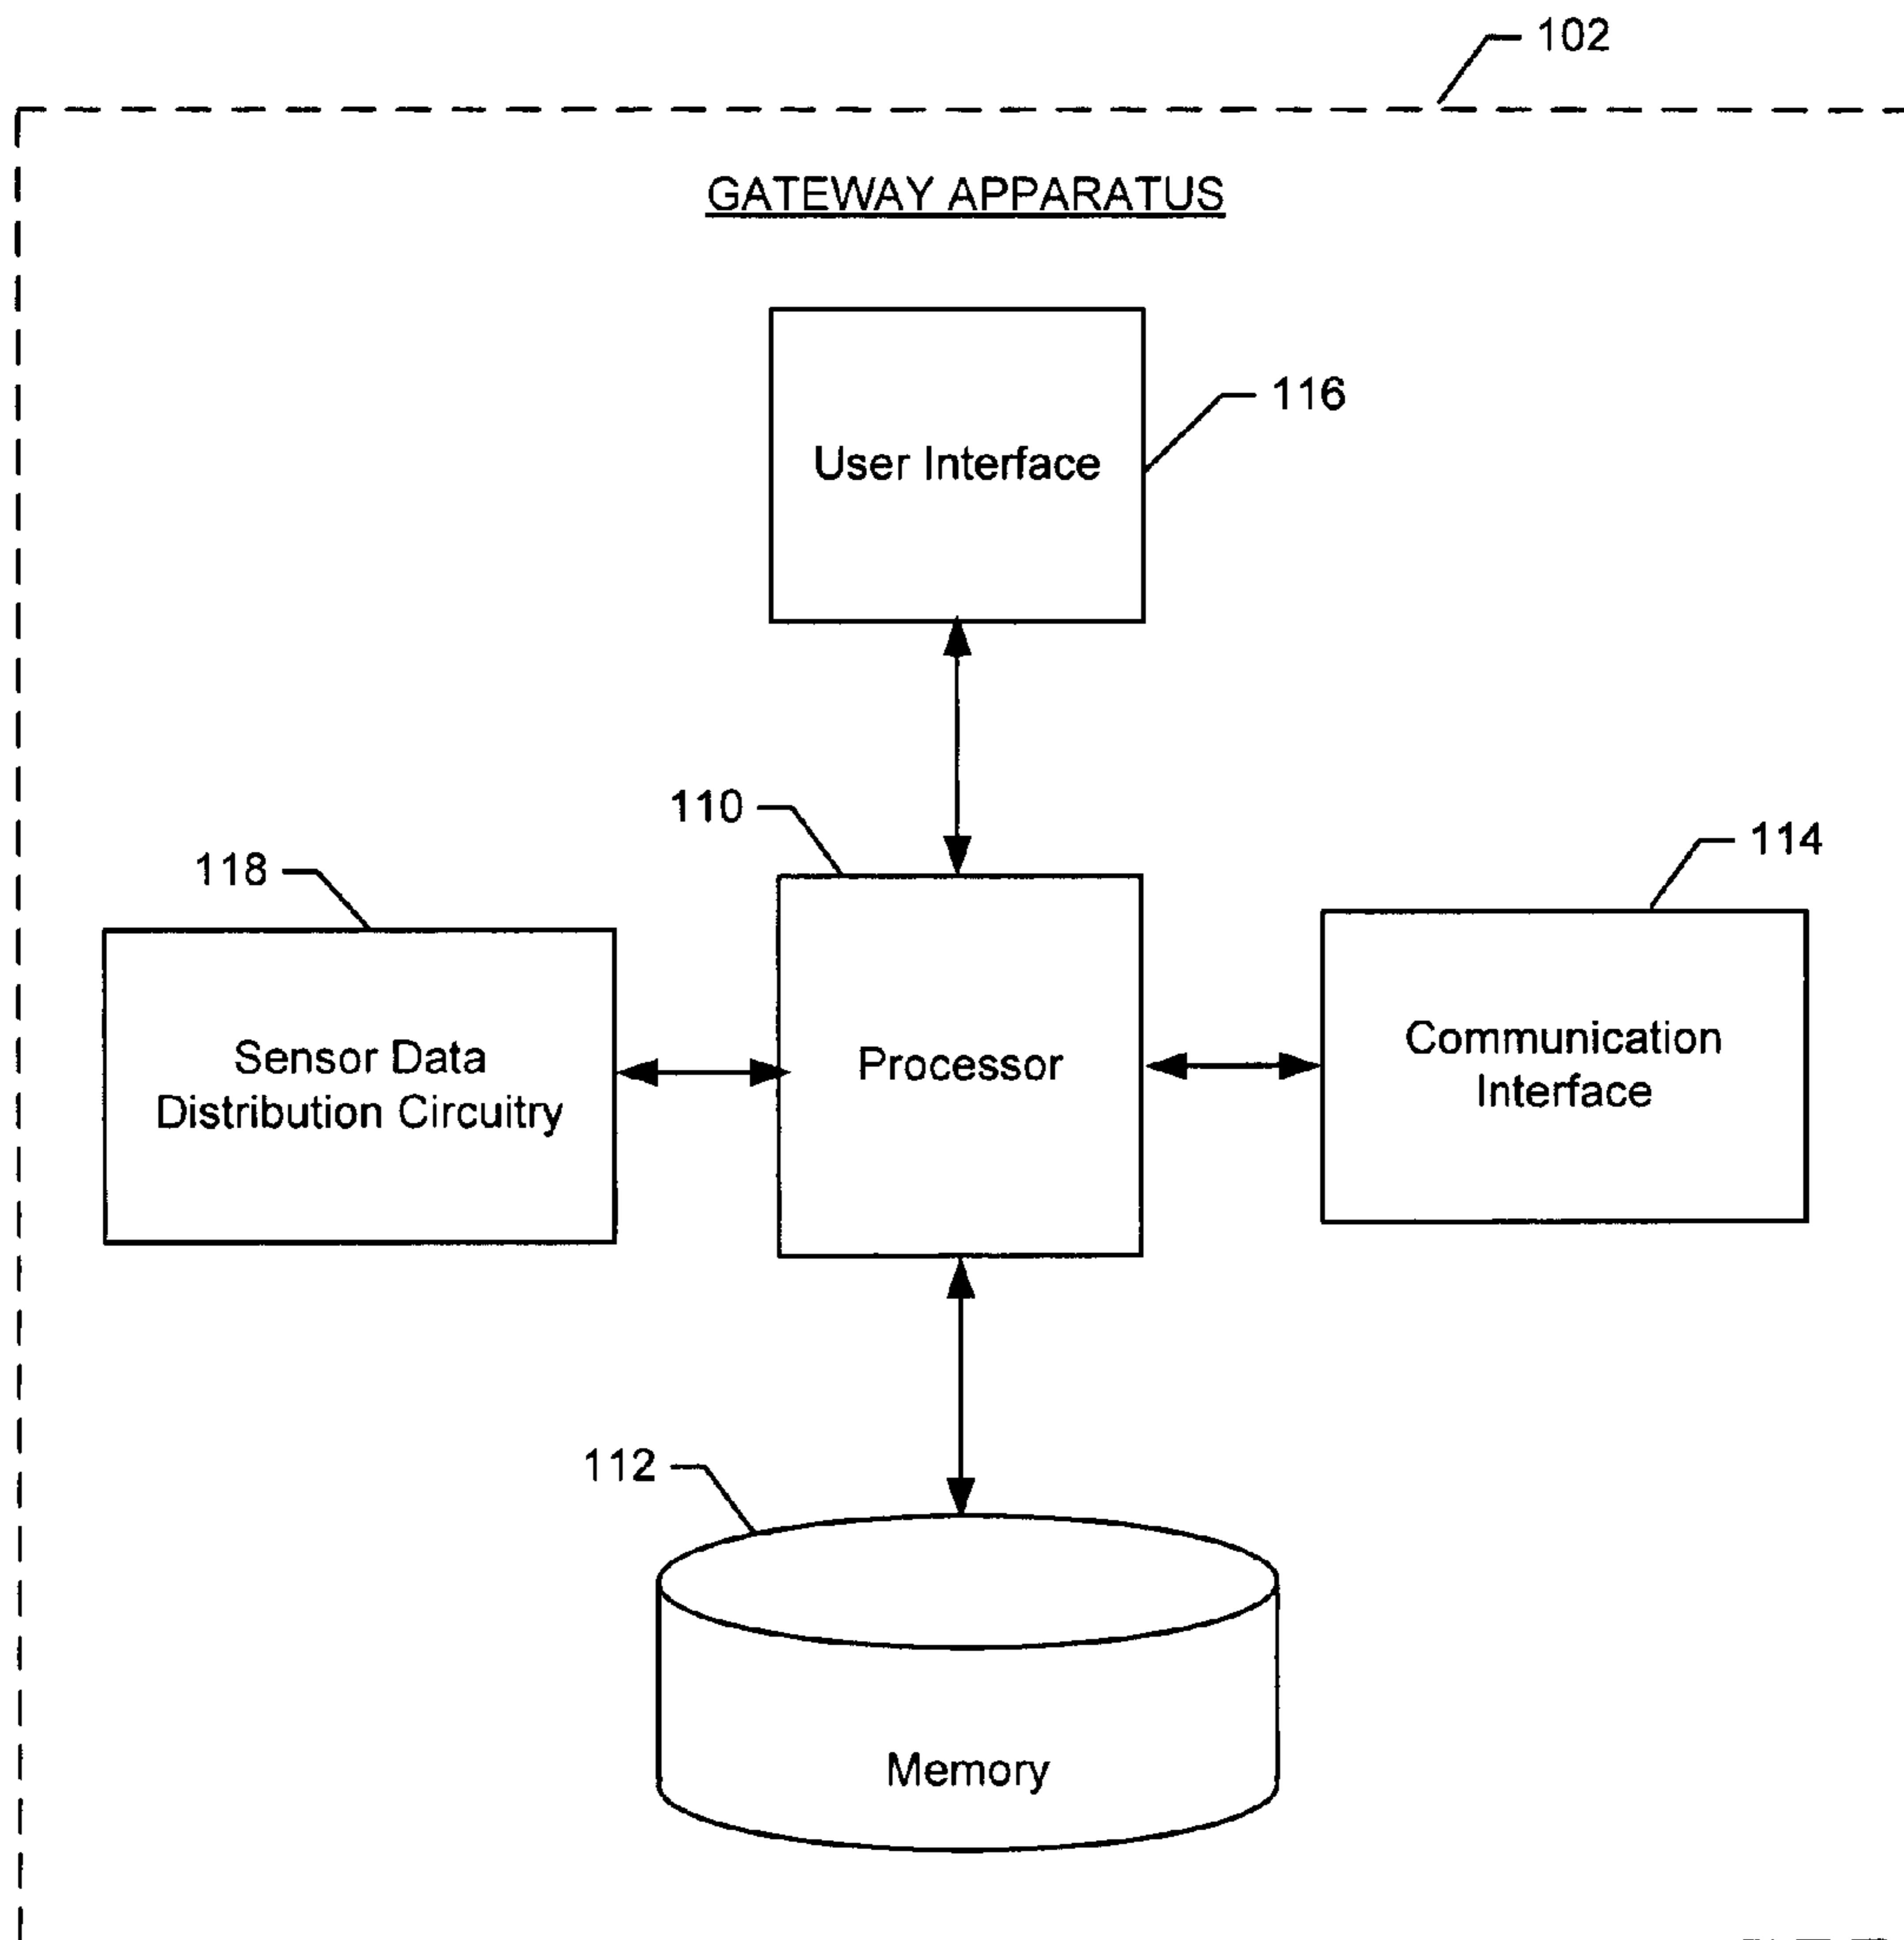 102
GATEWAY APPARATUS
User Interface
116
110
118
114
Sensor Data
Distribution Circuitry
Processor
Communication
Interface
112
Memory